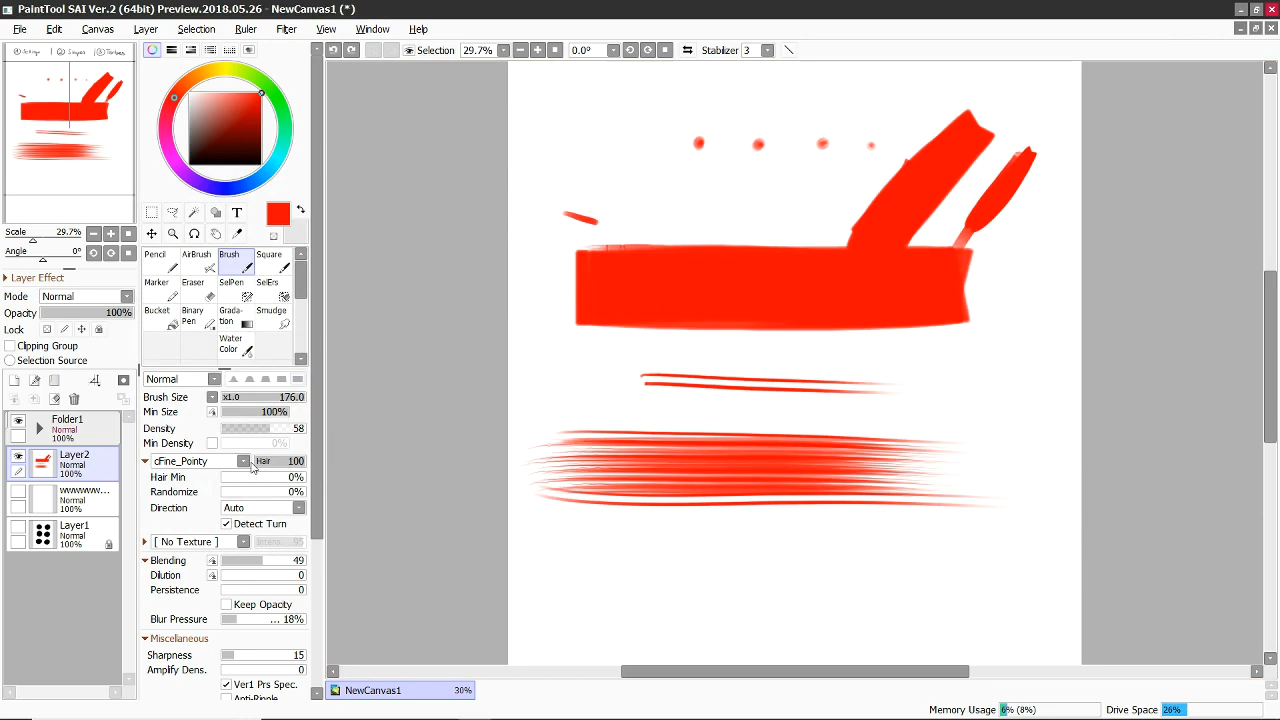 PaintTool SAI Ver.2 (64bit) Preview.2018.05.26 - NewCanvas1 (*)
File Edit Canvas Layer Selection Ruler Filter View Window Help
Selection 29.7% 0.0° Stabilizer 3
Scale 29.7%
Angle 0°
Layer Effect
Mode Normal
Opacity 100%
Lock
Clipping Group
Selection Source
Folder1
Normal
100%
Layer2
Normal
100%
wwwww...
Normal
100%
Layer1
Normal
100%
T
Pencil AirBrush Brush Square
Marker Eraser SelPen SelErs
Bucket Binary Pen Grada-tion Smudge
Water Color
Normal
Brush Size x1.0 176.0
Min Size 100%
Density 58
Min Density 0%
cFine_Pointy Hair 100
Hair Min 0%
Randomize 0%
Direction Auto
Detect Turn
[ No Texture ] 95
Blending 49
Dilution 0
Persistence 0
Keep Opacity
Blur Pressure ... 18%
Miscellaneous
Sharpness 15
Amplify Dens. 0
Ver1 Prs Spec.
Anti-Ripple
NewCanvas1 30%
Memory Usage 6% (8%) Drive Space 26%